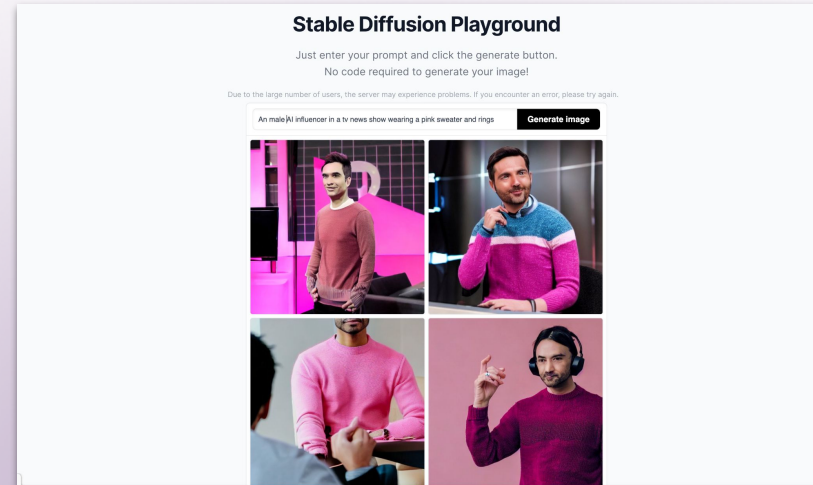 Stable Diffusion Playground
Just enter your prompt and click the generate button.
No code required to generate your image!
Due to the large number of users, the server may experience problems. If you encounter an error, please try again.
An male AI influencer in a tv news show wearing a pink sweater and rings
Generate image